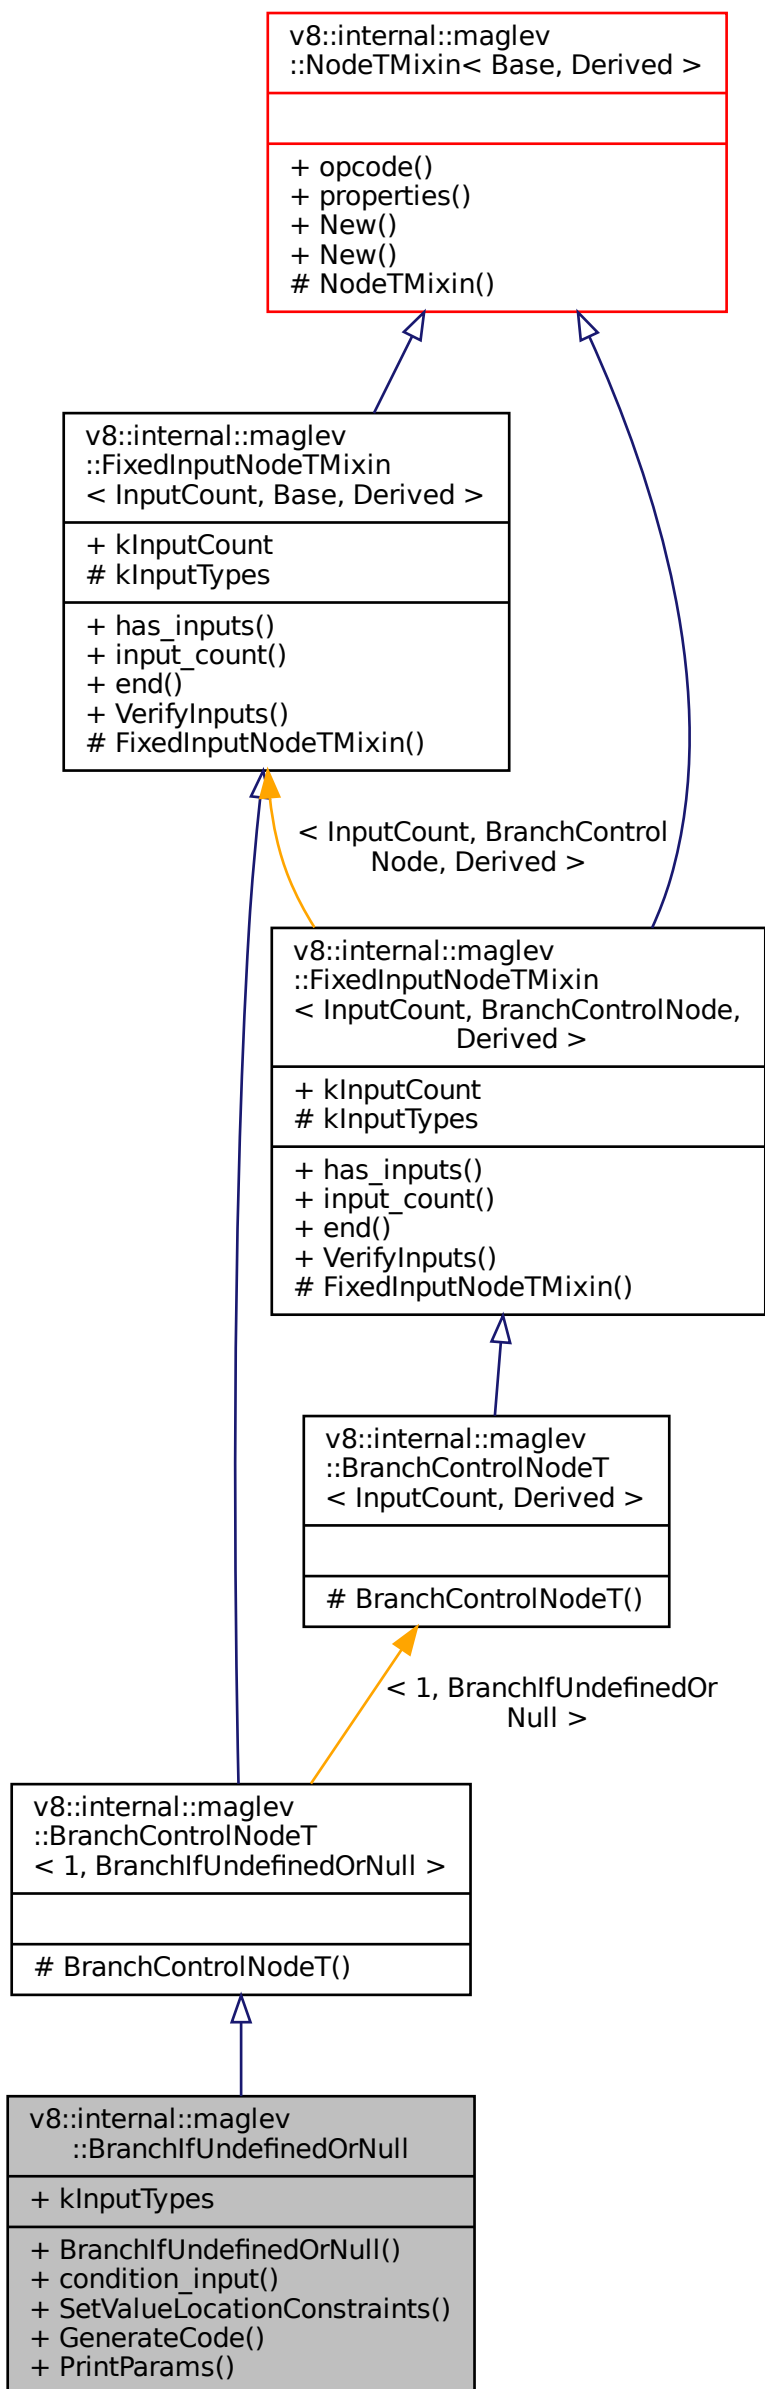 v8::internal::maglev
::NodeTMixin< Base, Derived >
+ opcode()
+ properties()
+ New()
+ New()
# NodeTMixin()
v8::internal::maglev
::FixedInputNodeTMixin
< InputCount, Base, Derived >
+ kInputCount
# kInputTypes
+ has_inputs()
+ input_count()
+ end()
+ VerifyInputs()
# FixedInputNodeTMixin()
< InputCount, BranchControl
Node, Derived >
v8::internal::maglev
::FixedInputNodeTMixin
< InputCount, BranchControlNode,
Derived >
+ kInputCount
# kInputTypes
+ has_inputs()
+ input_count()
+ end()
+ VerifyInputs()
# FixedInputNodeTMixin()
v8::internal::maglev
::BranchControlNodeT
< InputCount, Derived >
# BranchControlNodeT()
< 1, BranchIfUndefinedOr
Null >
v8::internal::maglev
::BranchControlNodeT
< 1, BranchIfUndefinedOrNull >
# BranchControlNodeT()
v8::internal::maglev
::BranchIfUndefinedOrNull
+ kInputTypes
+ BranchIfUndefinedOrNull()
+ condition_input()
+ SetValueLocationConstraints()
+ GenerateCode()
+ PrintParams()